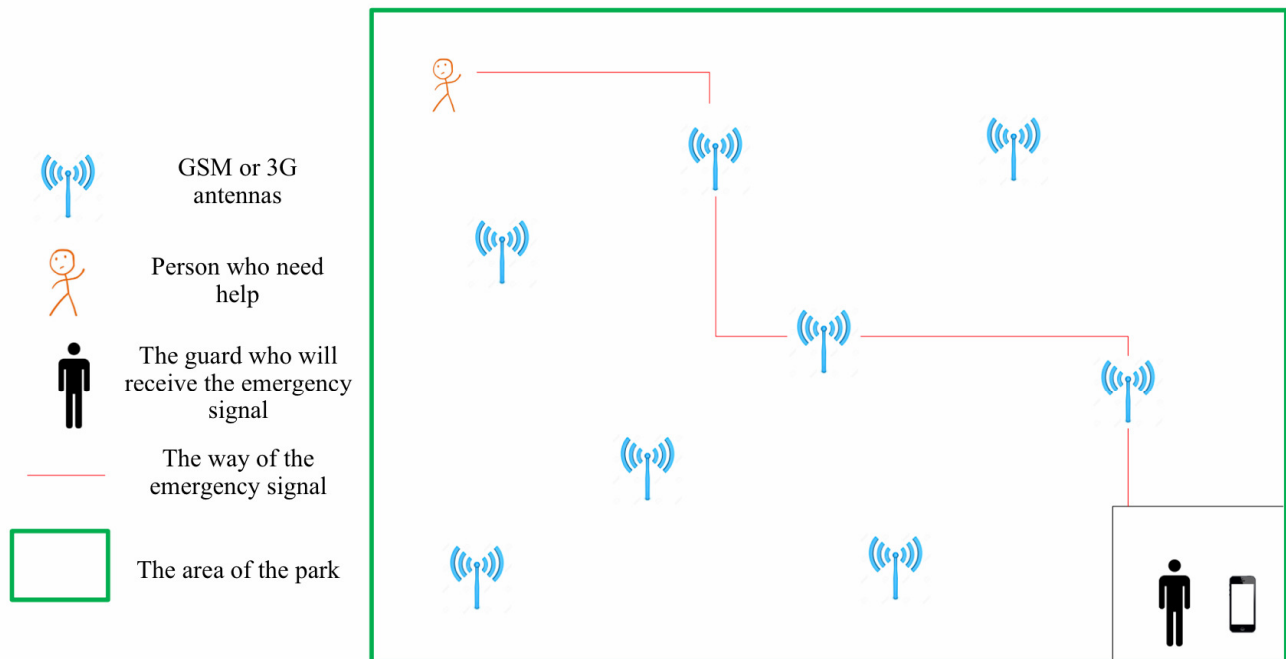 GSM or 3G
antennas
Person who need
help
The guard who will
receive the emergency
signal
The way of the
emergency signal
The area of the park